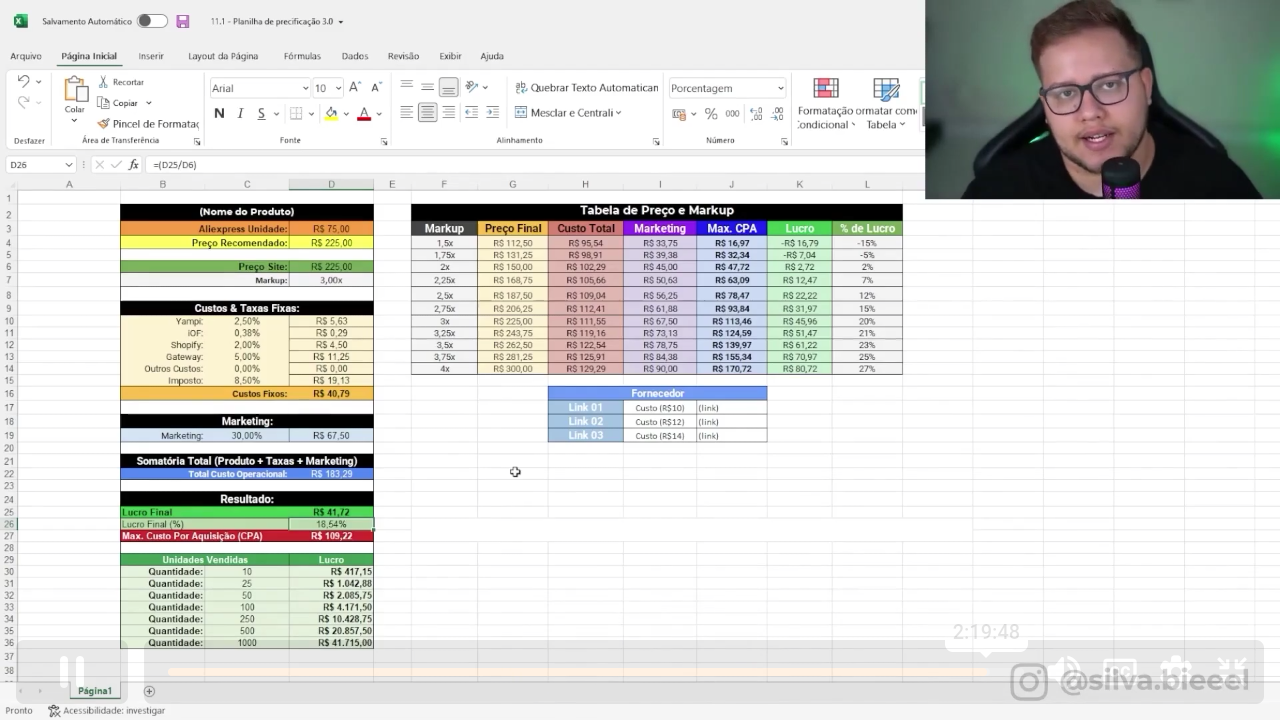 Salvamento Automático
11.1 - Planilha de precificação 3.0
Arquivo Página Inicial Inserir Layout da Página Fórmulas Dados Revisão Exibir Ajuda
Colar
Recortar
Copiar
Pincel de Formataç
Desfazer
Área de Transferência
Arial 10
N I S
Fonte
Quebrar Texto Automatican
Mesclar e Centrali
Alinhamento
Porcentagem
% 000
Número
Formatação
Condicional
ormatar com
Tabela
D26 fx =(D25/D6)
A B C D E F G H I J K L
(Nome do Produto)
Aliexpress Unidade: R$ 75,00
Preço Recomendado: R$ 225,00
Preço Site: R$ 225,00
Markup: 3,00x
Custos & Taxas Fixas:
Yampi: 2,50% R$ 5,63
IOF: 0,38% R$ 0,29
Shopify: 2,00% R$ 4,50
Gateway: 5,00% R$ 11,25
Outros Custos: 0,00% R$ 0,00
Imposto: 8,50% R$ 19,13
Custos Fixos: R$ 40,79
Marketing:
Marketing: 30,00% R$ 67,50
Somatória Total (Produto + Taxas + Marketing)
Total Custo Operacional: R$ 183,29
Resultado:
Lucro Final R$ 41,72
Lucro Final (%) 18,54%
Max. Custo Por Aquisição (CPA) R$ 109,22
Unidades Vendidas Lucro
Quantidade: 10 R$ 417,15
Quantidade: 25 R$ 1.042,88
Quantidade: 50 R$ 2.085,75
Quantidade: 100 R$ 4.171,50
Quantidade: 250 R$ 10.428,75
Quantidade: 500 R$ 20.857,50
Quantidade: 1000 R$ 41.715,00
Tabela de Preço e Markup
Markup Preço Final Custo Total Marketing Max. CPA Lucro % de Lucro
1,5x R$ 112,50 R$ 95,54 R$ 33,75 R$ 16,97 -R$ 16,79 -15%
1,75x R$ 131,25 R$ 98,91 R$ 39,38 R$ 32,34 -R$ 7,04 -5%
2x R$ 150,00 R$ 102,29 R$ 45,00 R$ 47,72 R$ 2,72 2%
2,25x R$ 168,75 R$ 105,66 R$ 50,63 R$ 63,09 R$ 12,47 7%
2,5x R$ 187,50 R$ 109,04 R$ 56,25 R$ 78,47 R$ 22,22 12%
2,75x R$ 206,25 R$ 112,41 R$ 61,88 R$ 93,84 R$ 31,97 15%
3x R$ 225,00 R$ 111,55 R$ 67,50 R$ 113,46 R$ 45,96 20%
3,25x R$ 243,75 R$ 119,16 R$ 73,13 R$ 124,59 R$ 51,47 21%
3,5x R$ 262,50 R$ 122,54 R$ 78,75 R$ 139,97 R$ 61,22 23%
3,75x R$ 281,25 R$ 125,91 R$ 84,38 R$ 155,34 R$ 70,97 25%
4x R$ 300,00 R$ 129,29 R$ 90,00 R$ 170,72 R$ 80,72 27%
Fornecedor
Link 01 Custo (R$10) (link)
Link 02 Custo (R$12) (link)
Link 03 Custo (R$14) (link)
1
2
3
4
5
6
7
8
9
10
11
12
13
14
15
16
17
18
19
20
21
22
23
24
25
26
27
28
29
30
31
32
33
34
35
36
37
38
2:19:48
@silva.bieeel
Página1
Pronto Acessibilidade: investigar